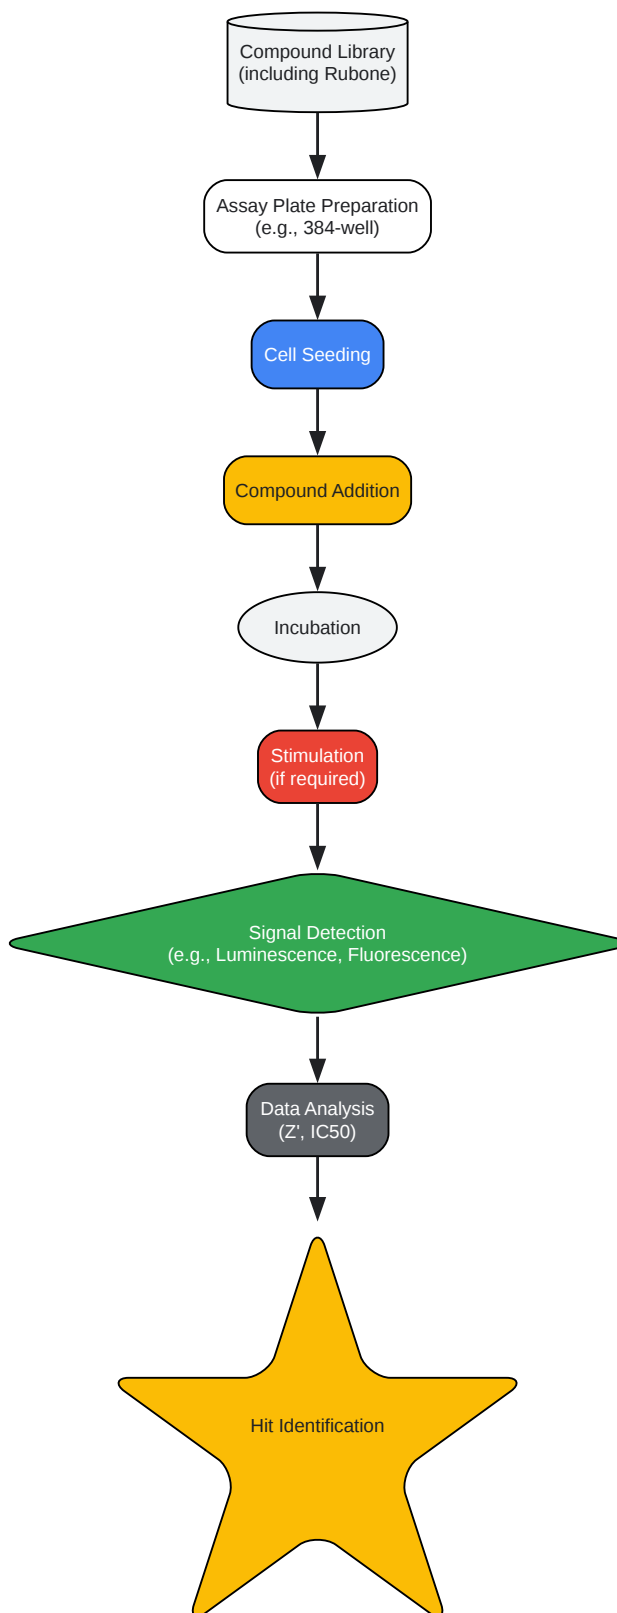 Compound Library
(including Rubone)
Assay Plate Preparation
(e.g., 384-well)
Cell Seeding
Compound Addition
Incubation
Stimulation
(if required)
Signal Detection
(e.g., Luminescence, Fluorescence)
Data Analysis
(Z', IC50)
Hit Identification